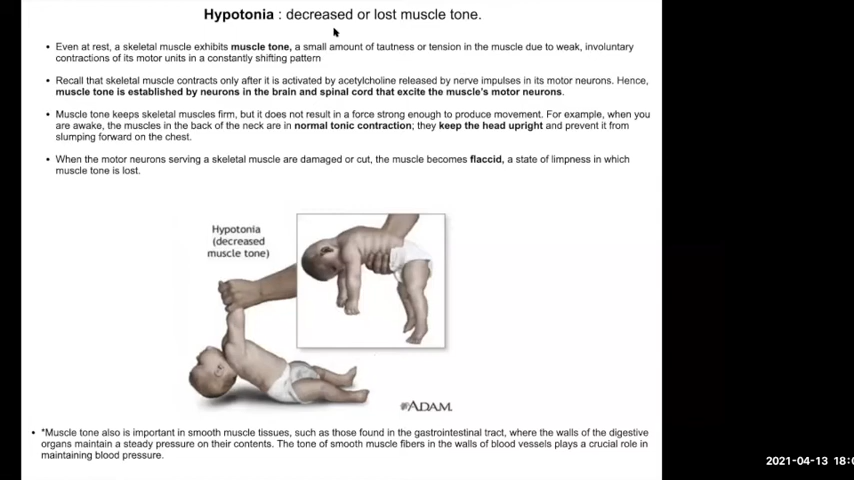 Hypotonia : decreased or lost muscle tone.
• Even at rest, a skeletal muscle exhibits muscle tone, a small amount of tautness or tension in the muscle due to weak, involuntary
contractions of its motor units in a constantly shifting pattern
• Recall that skeletal muscle contracts only after it is activated by acetylcholine released by nerve impulses in its motor neurons. Hence,
muscle tone is established by neurons in the brain and spinal cord that excite the muscle's motor neurons.
• Muscle tone keeps skeletal muscles firm, but it does not result in a force strong enough to produce movement. For example, when you
are awake, the muscles in the back of the neck are in normal tonic contraction; they keep the head upright and prevent it from
slumping forward on the chest.
• When the motor neurons serving a skeletal muscle are damaged or cut, the muscle becomes flaccid, a state of limpness in which
muscle tone is lost.
Hypotonia
(decreased
muscle tone)
ADAM.
• *Muscle tone also is important in smooth muscle tissues, such as those found in the gastrointestinal tract, where the walls of the digestive
organs maintain a steady pressure on their contents. The tone of smooth muscle fibers in the walls of blood vessels plays a crucial role in
maintaining blood pressure.
2021-04-13 18: